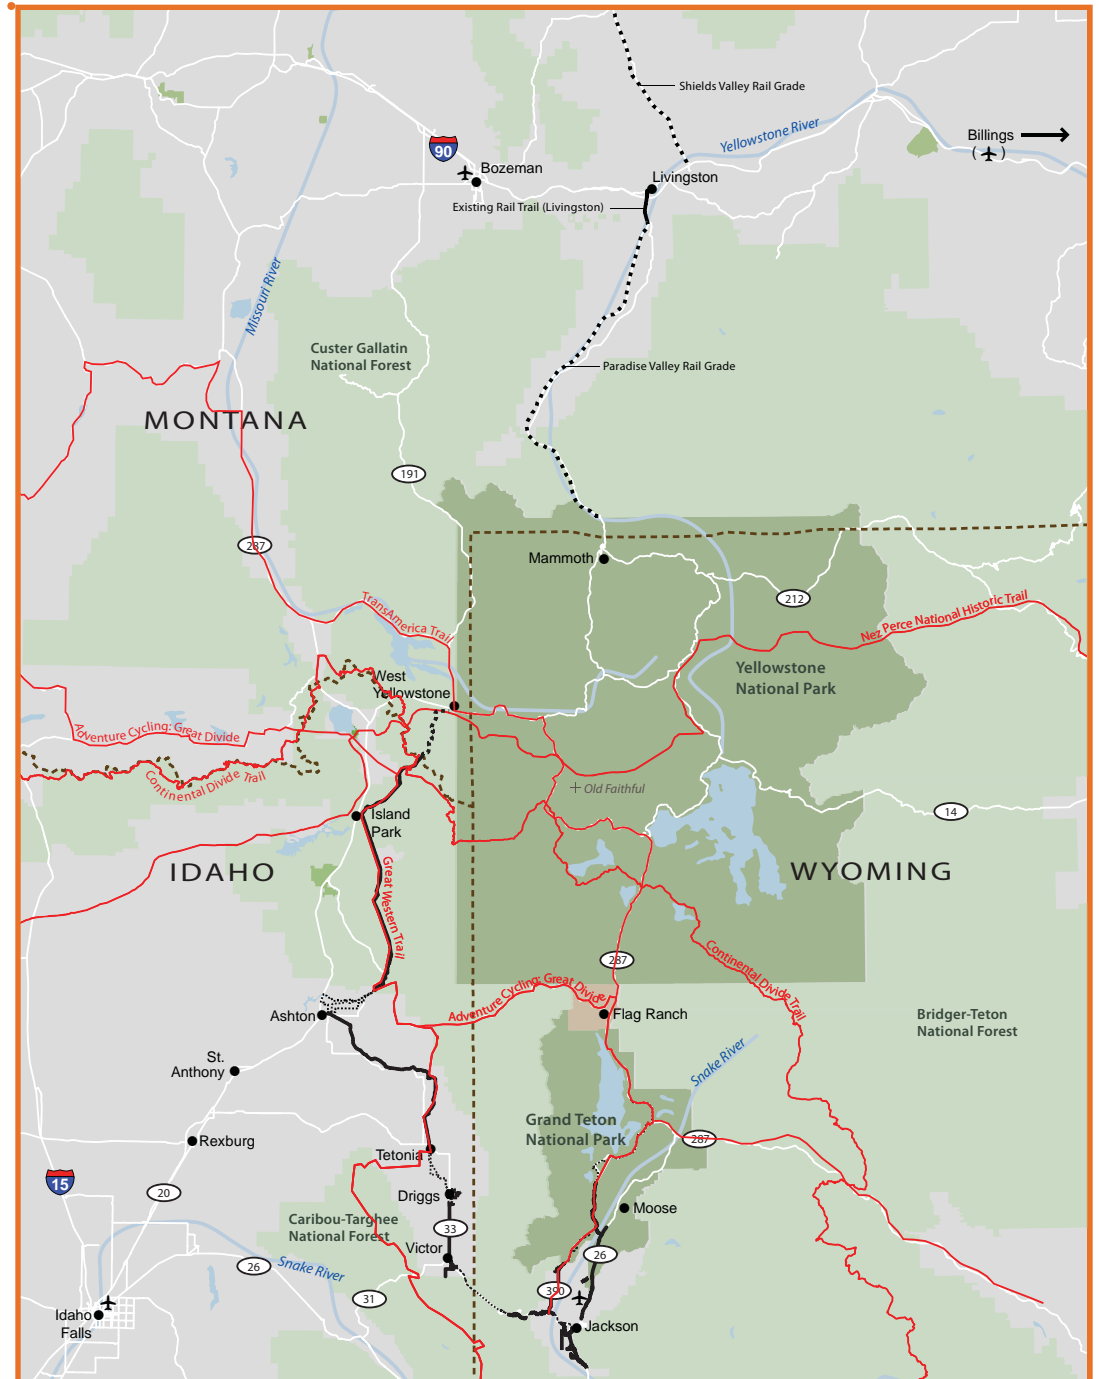 Shields Valley Rail Grade
Yellowstone River
Billings
( )
90
Bozeman
Livingston
Existing Rail Trail (Livingston)
Missouri River
Custer Gallatin
National Forest
Paradise Valley Rail Grade
MONTANA
191
287
Mammoth
212
TransAmerica Trail
Nez Perce National Historic Trail
West
Yellowstone
Yellowstone
National Park
Adventure Cycling: Great Divide
Continental Divide Trail
Old Faithful
Island
Park
14
IDAHO
WYOMING
Great Western Trail
Continental Divide Trail
287
Adventure Cycling: Great Divide
Ashton
Flag Ranch
Bridger-Teton
National Forest
St.
Anthony
Snake River
Grand Teton
National Park
287
Rexburg
Tetonia
15
20
Driggs
Moose
Caribou-Targhee
National Forest
33
Victor
26
26
Snake River
31
390
Idaho
Falls
Jackson